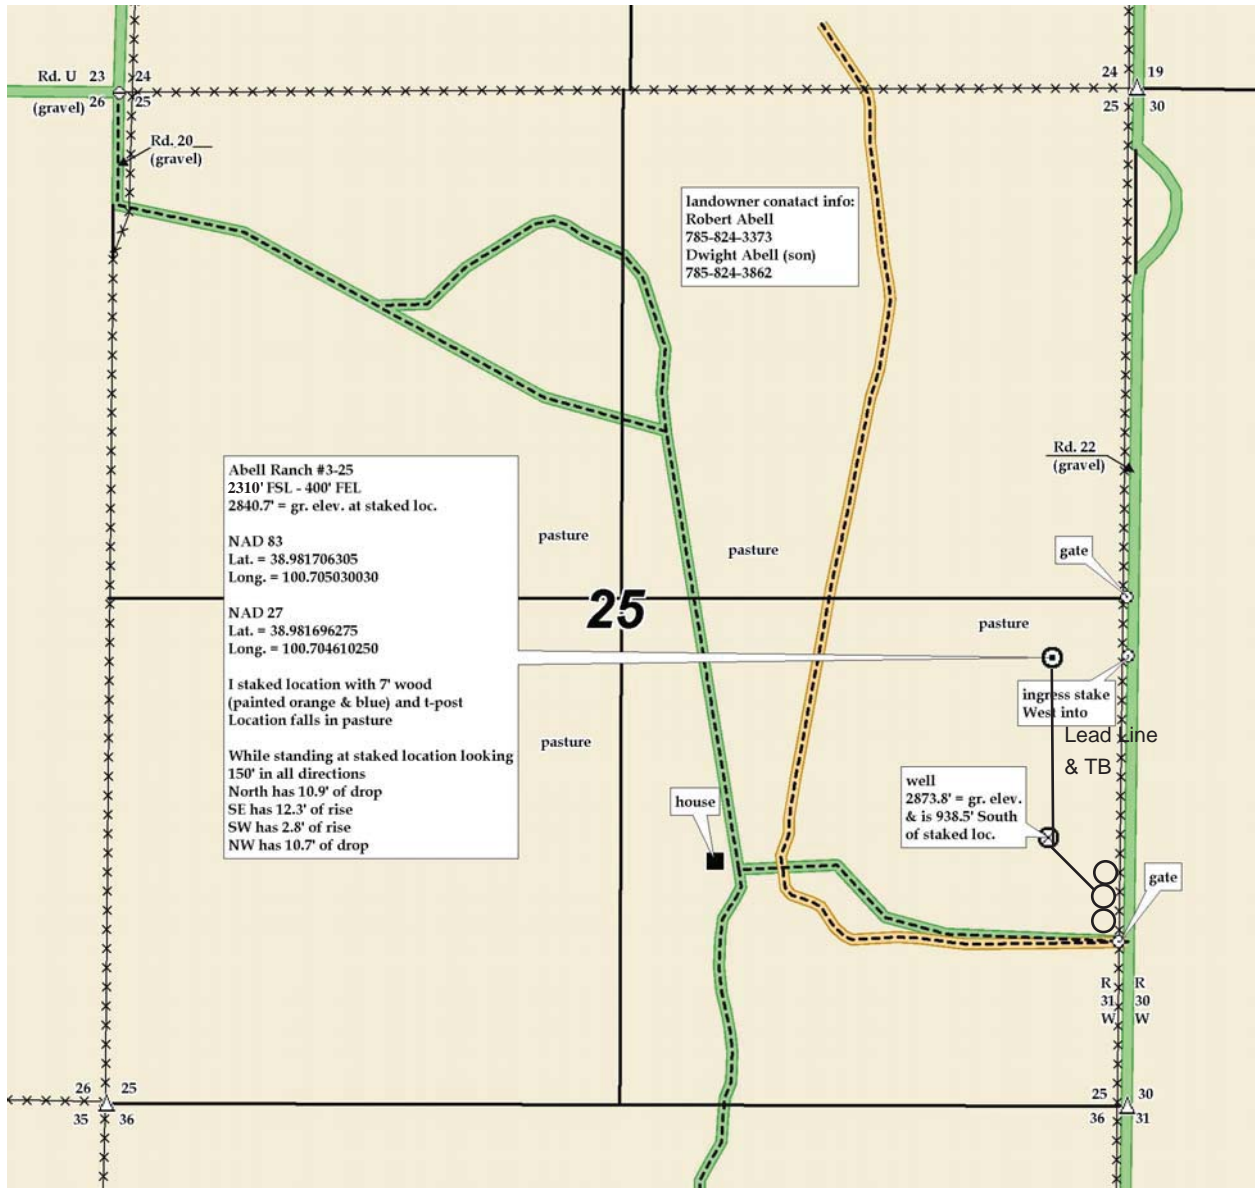 Rd. U 23 24
(gravel) 26 25
24 19
25 30
Rd. 20
(gravel)
landowner conatact info:
Robert Abell
785-824-3373
Dwight Abell (son)
785-824-3862
Rd. 22
(gravel)
Abell Ranch #3-25
2310' FSL - 400' FEL
2840.7' = gr. elev. at staked loc.
NAD 83
Lat. = 38.981706305
Long. = 100.705030030
NAD 27
Lat. = 38.981696275
Long. = 100.704610250
I staked location with 7' wood
(painted orange & blue) and t-post
Location falls in pasture
While standing at staked location looking
150' in all directions
North has 10.9' of drop
SE has 12.3' of rise
SW has 2.8' of rise
NW has 10.7' of drop
pasture
pasture
gate
25
pasture
ingress stake
West into
Lead Line
& TB
pasture
well
2873.8' = gr. elev.
& is 938.5' South
of staked loc.
house
gate
R R
31 30
W W
26 25
35 36
25 30
36 31